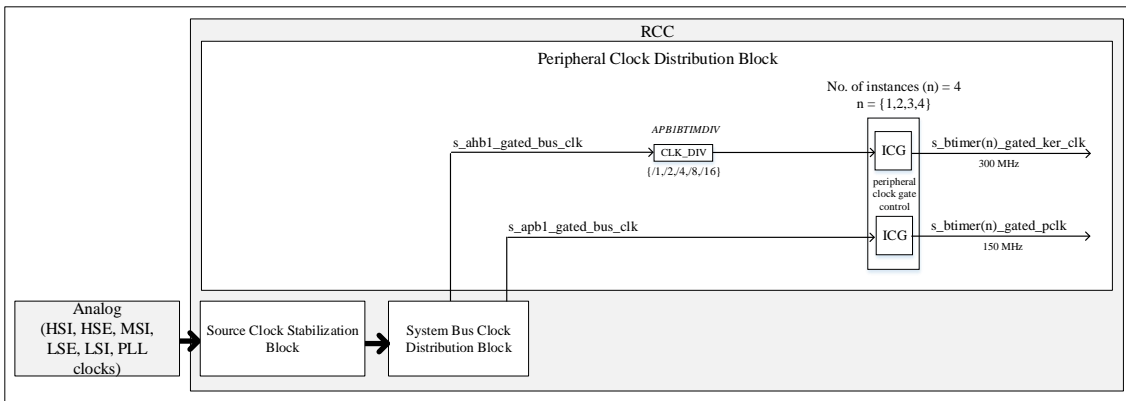 RCC
Peripheral Clock Distribution Block
No. of instances (n) = 4
n = {1,2,3,4}
APB1BTIMDIV
s_ahb1_gated_bus_clk
CLK_DIV
{/1,/2,/4,/8,/16}
ICG
s_btimer(n)_gated_ker_clk
300 MHz
peripheral
clock gate
control
s_apb1_gated_bus_clk
ICG
s_btimer(n)_gated_pclk
150 MHz
Analog
(HSI, HSE, MSI,
LSE, LSI, PLL
clocks)
Source Clock Stabilization
Block
System Bus Clock
Distribution Block